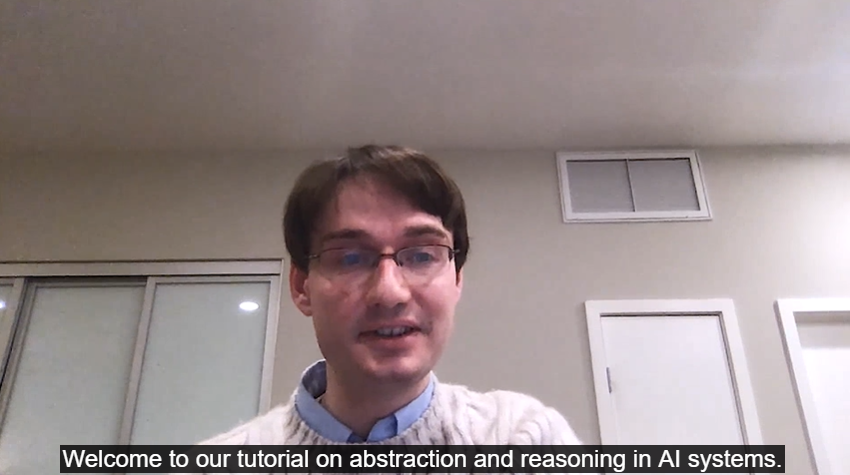 Welcome to our tutorial on abstraction and reasoning in AI systems.